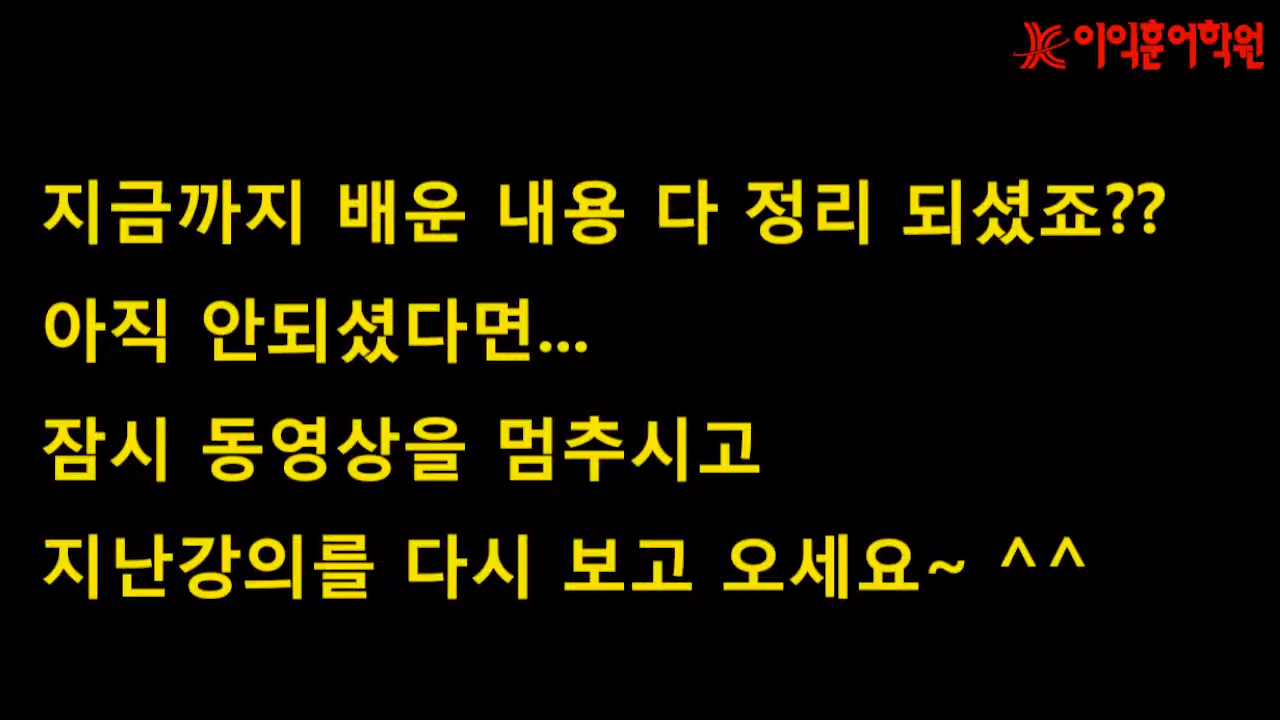 이익훈어학원
지금까지 배운 내용 다 정리 되셨죠??
아직 안되셨다면...
잠시 동영상을 멈추시고
지난강의를 다시 보고 오세요~ ^^